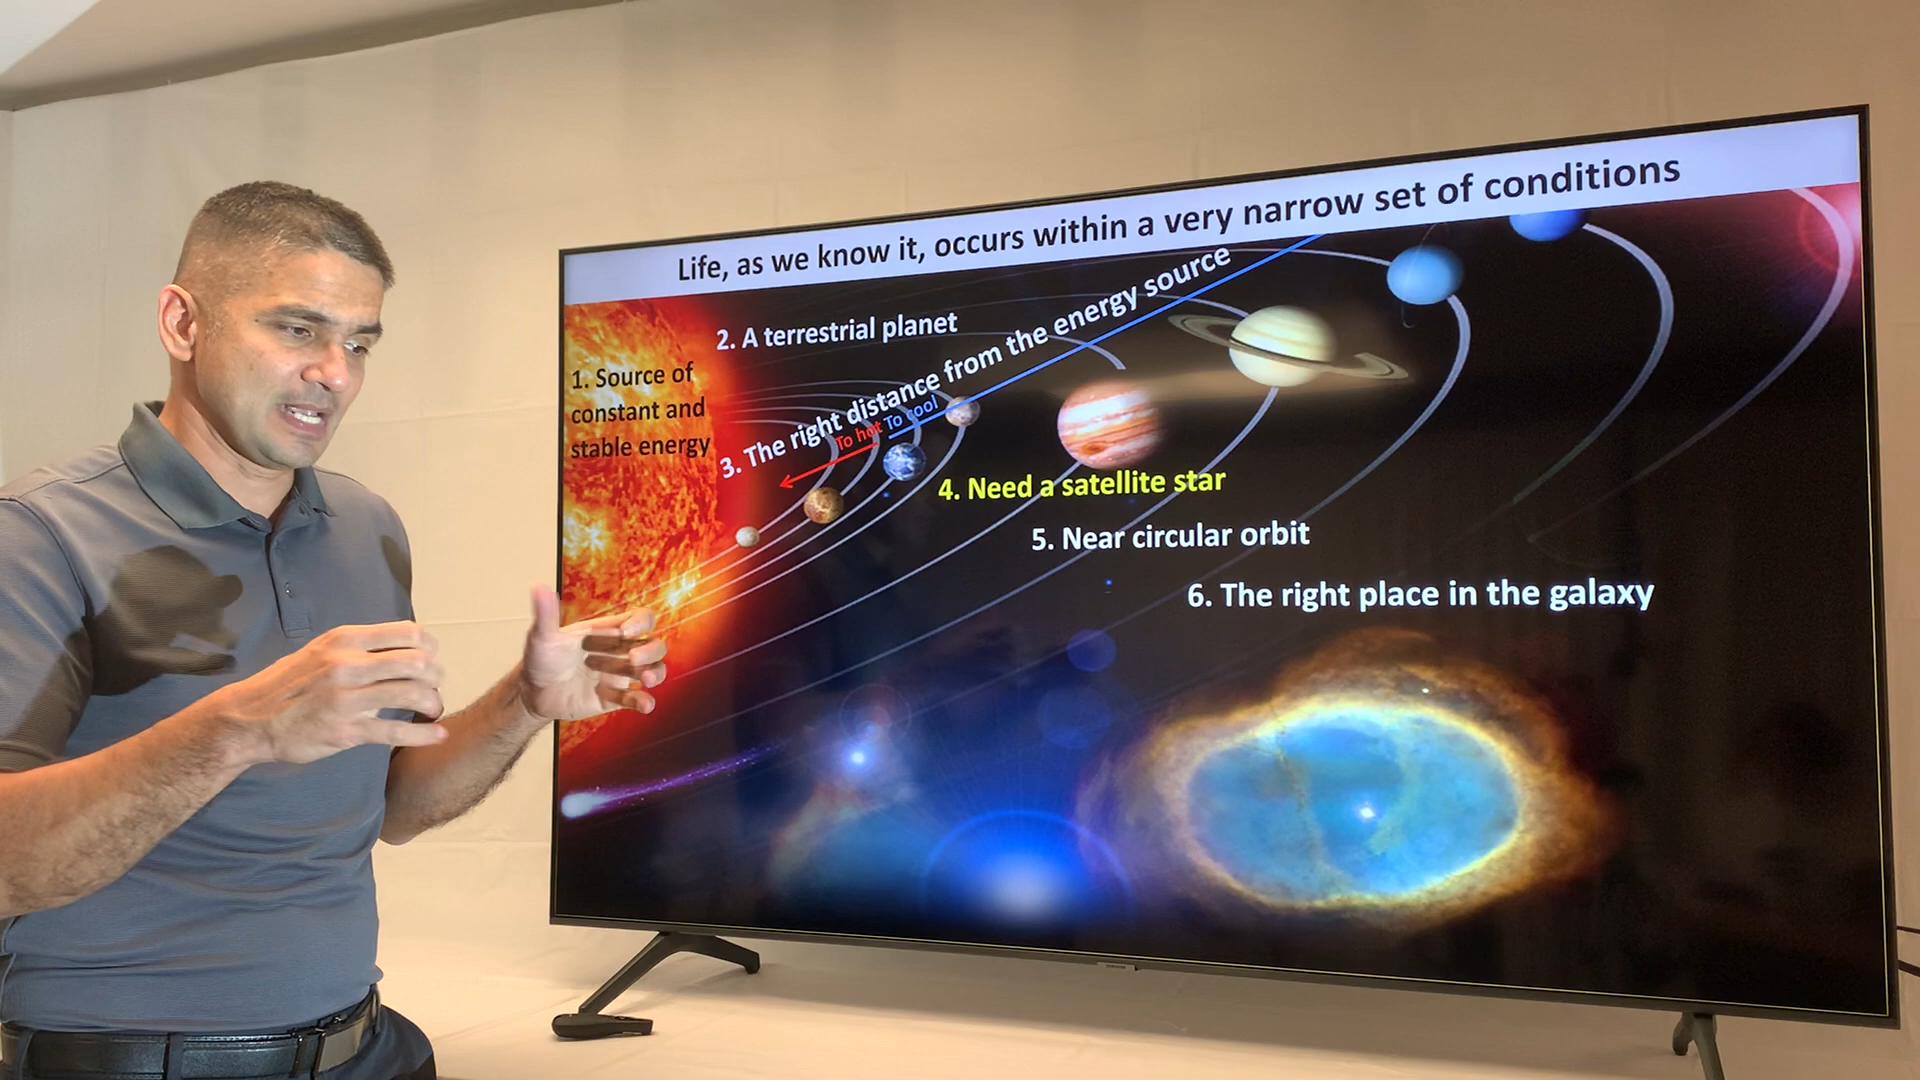 Life, as we know it, occurs within a very narrow set of conditions
1. Source of
constant and
stable energy
2. A terrestrial planet
3. The right distance from the energy source
To hot To cool
4. Need a satellite star
5. Near circular orbit
6. The right place in the galaxy